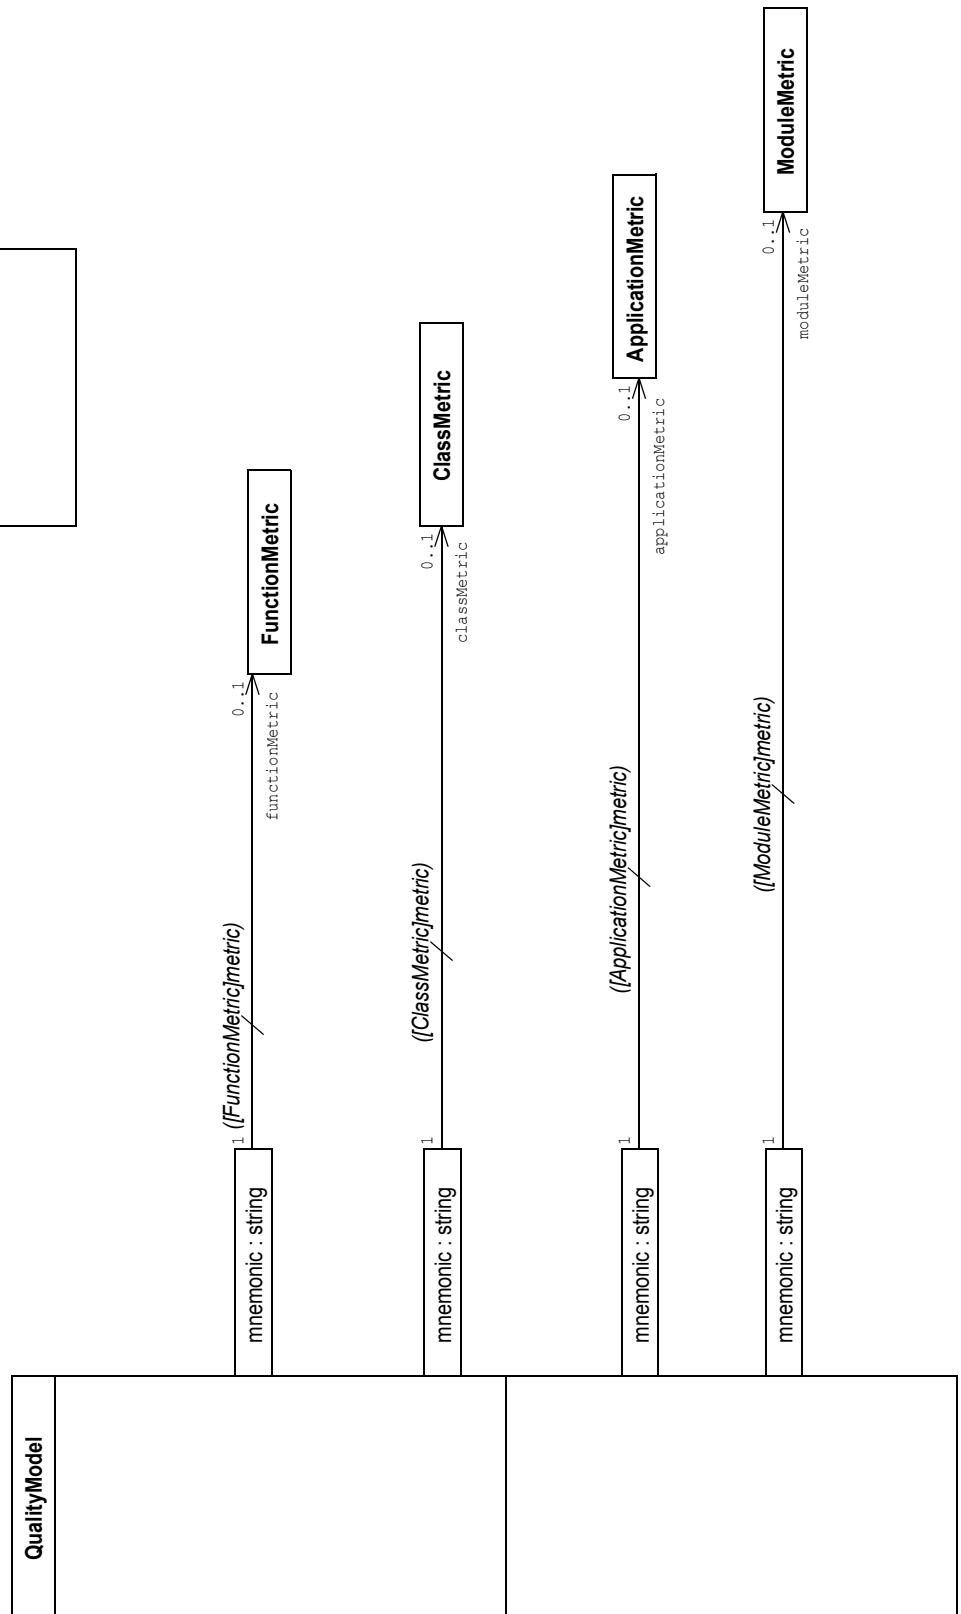 QualityModel
mnemonic : string
1
([FunctionMetric]metric)
0..1
functionMetric
FunctionMetric
mnemonic : string
1
([ClassMetric]metric)
0..1
classMetric
ClassMetric
mnemonic : string
1
([ApplicationMetric]metric)
0..1
applicationMetric
ApplicationMetric
mnemonic : string
1
([ModuleMetric]metric)
0..1
moduleMetric
ModuleMetric